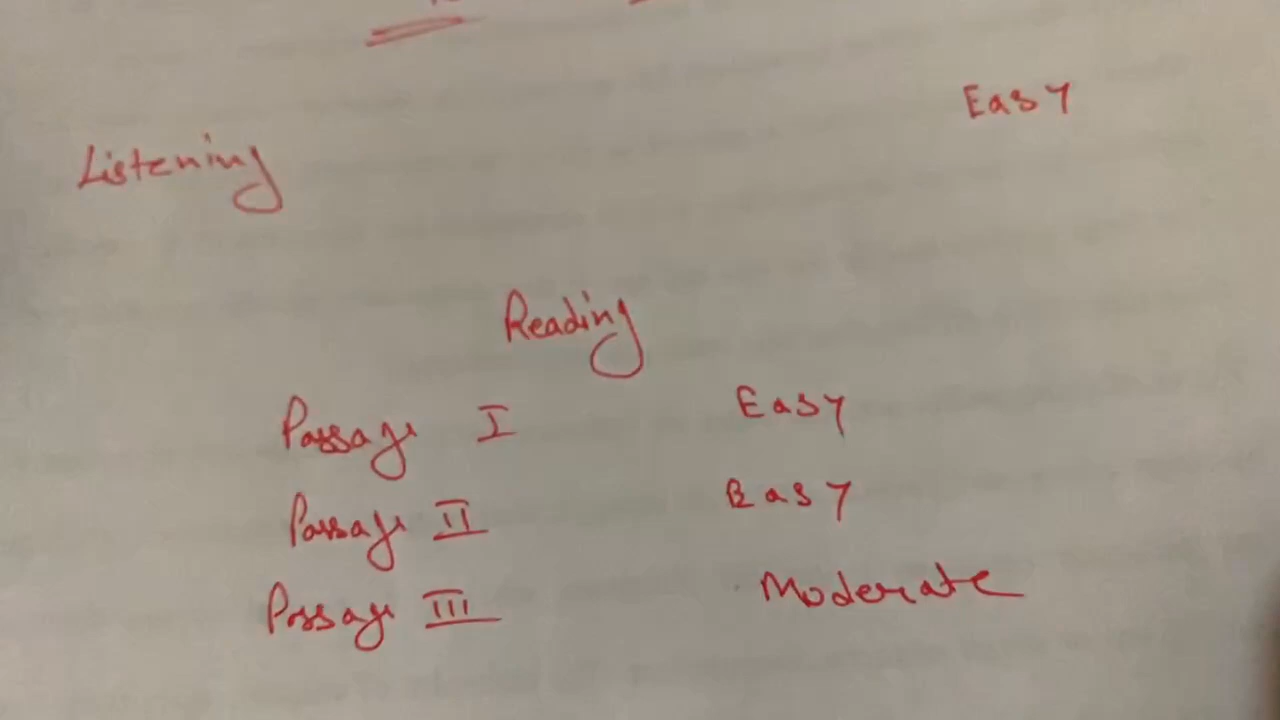 Easy
Listening
Reading
Passage I Easy
Passage II Easy
Passage III Moderate